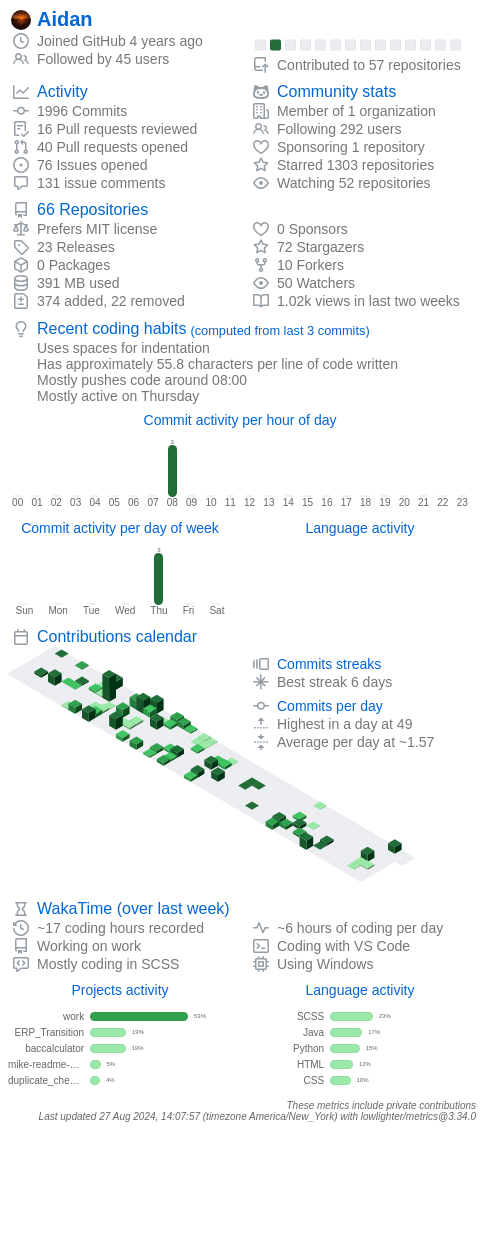 Aidan
Joined GitHub 4 years ago
Followed by 45 users
Contributed to 57 repositories
Activity
1996 Commits
16 Pull requests reviewed
40 Pull requests opened
76 Issues opened
131 issue comments
Community stats
Member of 1 organization
Following 292 users
Sponsoring 1 repository
Starred 1303 repositories
Watching 52 repositories
66 Repositories
Prefers MIT license
23 Releases
0 Packages
391 MB used
374 added, 22 removed
0 Sponsors
72 Stargazers
10 Forkers
50 Watchers
1.02k views in last two weeks
Recent coding habits (computed from last 3 commits)
Uses spaces for indentation
Has approximately 55.8 characters per line of code written
Mostly pushes code around 08:00
Mostly active on Thursday
Commit activity per hour of day
3
00 01 02 03 04 05 06 07 08 09 10 11 12 13 14 15 16 17 18 19 20 21 22 23
Commit activity per day of week
3
Sun Mon Tue Wed Thu Fri Sat
Language activity
Contributions calendar
Commits streaks
Best streak 6 days
Commits per day
Highest in a day at 49
Average per day at ~1.57
WakaTime (over last week)
~17 coding hours recorded
Working on work
Mostly coding in SCSS
~6 hours of coding per day
Coding with VS Code
Using Windows
Projects activity
work 53%
ERP_Transition 19%
baccalculator 19%
mike-readme-... 5%
duplicate_che... 4%
Language activity
SCSS 23%
Java 17%
Python 15%
HTML 12%
CSS 10%
These metrics include private contributions
Last updated 27 Aug 2024, 14:07:57 (timezone America/New_York) with lowlighter/metrics@3.34.0